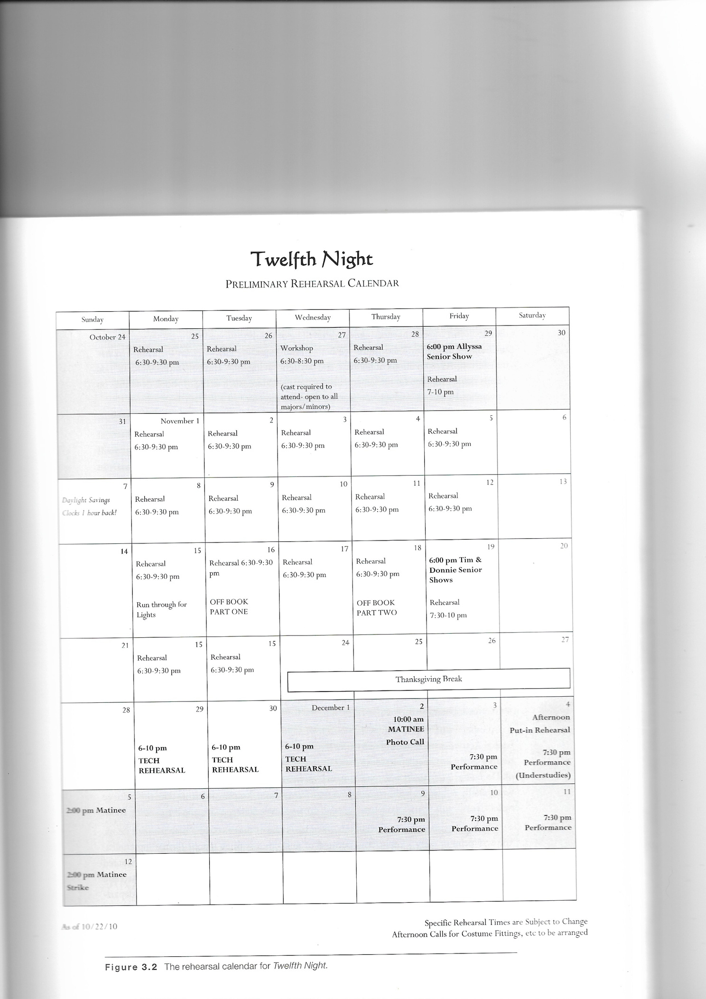 Twelfth Night
PRELIMINARY REHEARSAL CALENDAR
Sunday
Monday
Tuesday
Wednesday
Thursday
Friday
Saturday
October 24
25
Rehearsal
6:30-9:30 pm
26
Rehearsal
6:30-9:30 pm
27
Workshop
6:30-8:30 pm
(cast required to
attend- open to all
majors/minors)
28
Rehearsal
6:30-9:30 pm
29
6:00 pm Allyssa
Senior Show
Rehearsal
7-10 pm
30
31
November 1
Rehearsal
6:30-9:30 pm
2
Rehearsal
6:30-9:30 pm
3
Rehearsal
6:30-9:30 pm
4
Rehearsal
6:30-9:30 pm
5
Rehearsal
6:30-9:30 pm
6
7
Daylight Savings
Clocks 1 hour back!
8
Rehearsal
6:30-9:30 pm
9
Rehearsal
6:30-9:30 pm
10
Rehearsal
6:30-9:30 pm
11
Rehearsal
6:30-9:30 pm
12
Rehearsal
6:30-9:30 pm
13
14
15
Rehearsal
6:30-9:30 pm
Run through for
Lights
16
Rehearsal 6:30-9:30
pm
OFF BOOK
PART ONE
17
Rehearsal
6:30-9:30 pm
18
Rehearsal
6:30-9:30 pm
OFF BOOK
PART TWO
19
6:00 pm Tim &
Donnie Senior
Shows
Rehearsal
7:30-10 pm
20
21
15
Rehearsal
6:30-9:30 pm
15
Rehearsal
6:30-9:30 pm
24
25
26
27
Thanksgiving Break
28
29
6-10 pm
TECH
REHEARSAL
30
6-10 pm
TECH
REHEARSAL
December 1
6-10 pm
TECH
REHEARSAL
2
10:00 am
MATINEE
Photo Call
3
7:30 pm
Performance
4
Afternoon
Put-in Rehearsal
7:30 pm
Performance
(Understudies)
5
2:00 pm Matinee
6
7
8
9
7:30 pm
Performance
10
7:30 pm
Performance
11
7:30 pm
Performance
12
2:00 pm Matinee
Strike
As of 10/22/10
Specific Rehearsal Times are Subject to Change
Afternoon Calls for Costume Fittings, etc to be arranged
Figure 3.2 The rehearsal calendar for Twelfth Night.